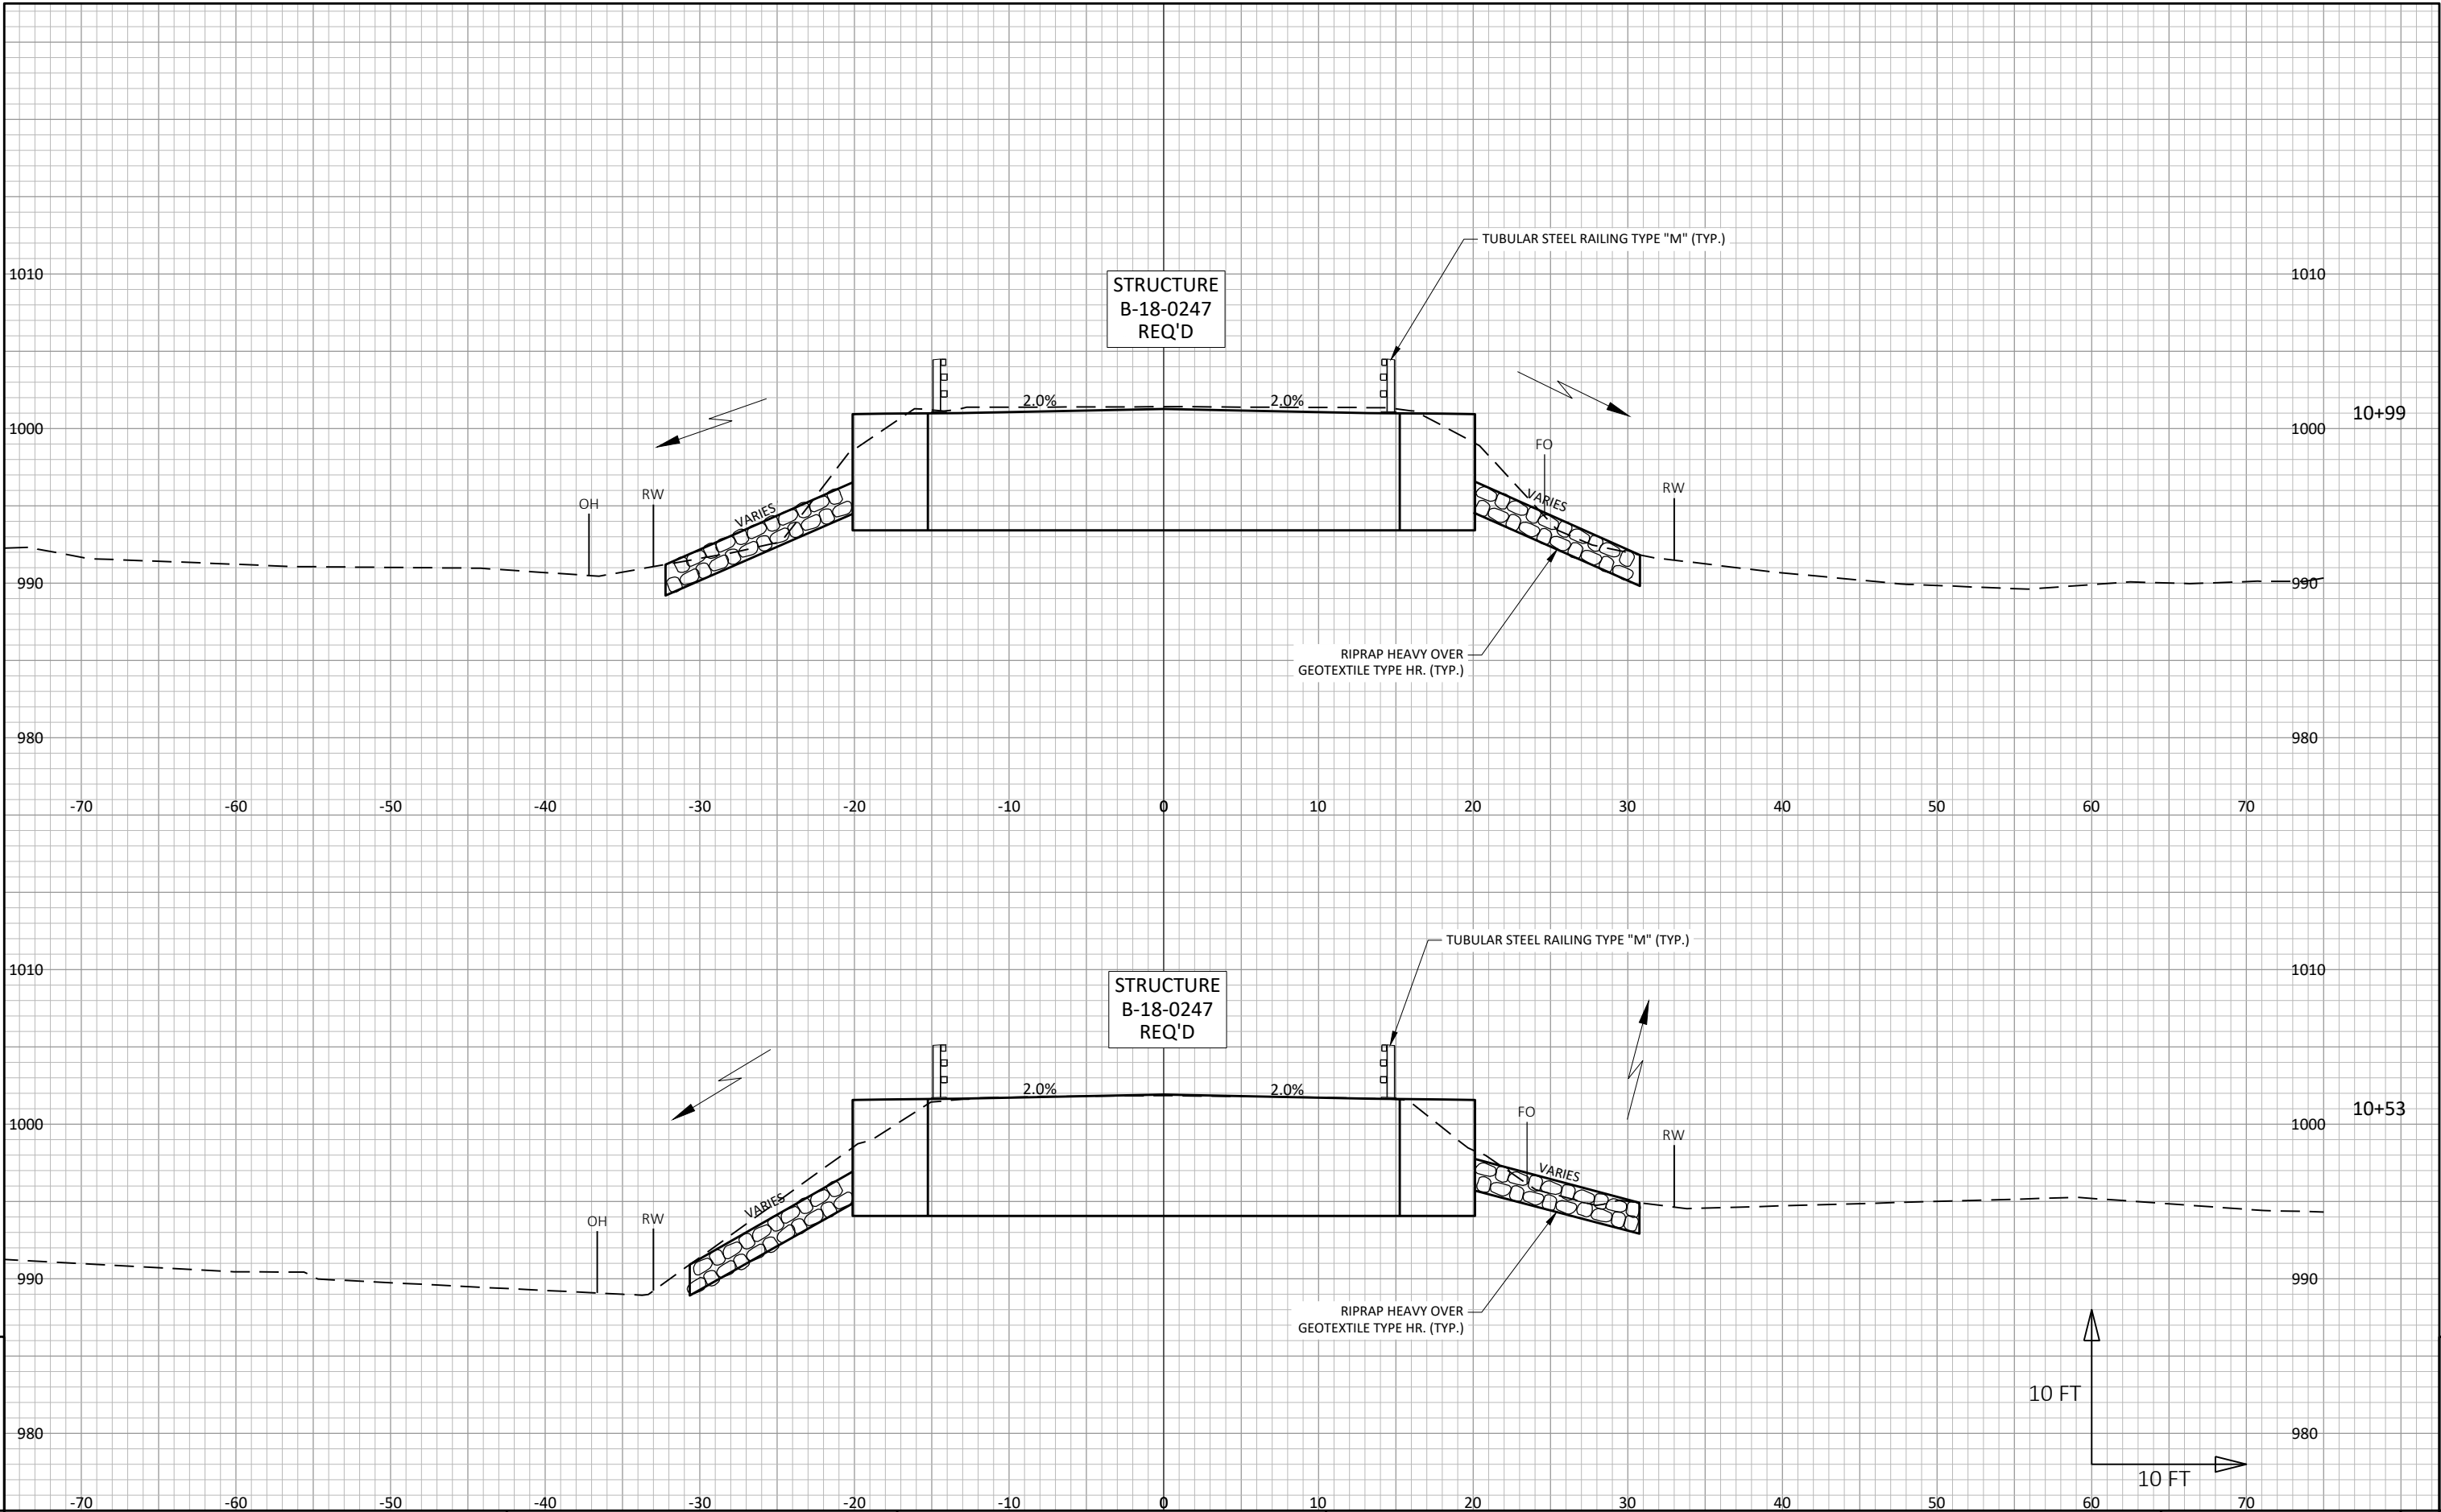 TUBULAR STEEL RAILING TYPE "M" (TYP.)
1010
1010
STRUCTURE
B-18-0247
REQ'D
2.0%
2.0%
10+99
1000
1000
FO
RW
RW
OH
VARIES
VARIES
990
990
RIPRAP HEAVY OVER
GEOTEXTILE TYPE HR. (TYP.)
980
980
-70 -60 -50 -40 -30 -20 -10 0 10 20 30 40 50 60 70
TUBULAR STEEL RAILING TYPE "M" (TYP.)
1010
1010
STRUCTURE
B-18-0247
REQ'D
2.0%
2.0%
10+53
1000
1000
FO
RW
VARIES
VARIES
OH
RW
990
990
RIPRAP HEAVY OVER
GEOTEXTILE TYPE HR. (TYP.)
10 FT
980
980
10 FT
-70 -60 -50 -40 -30 -20 -10 0 10 20 30 40 50 60 70